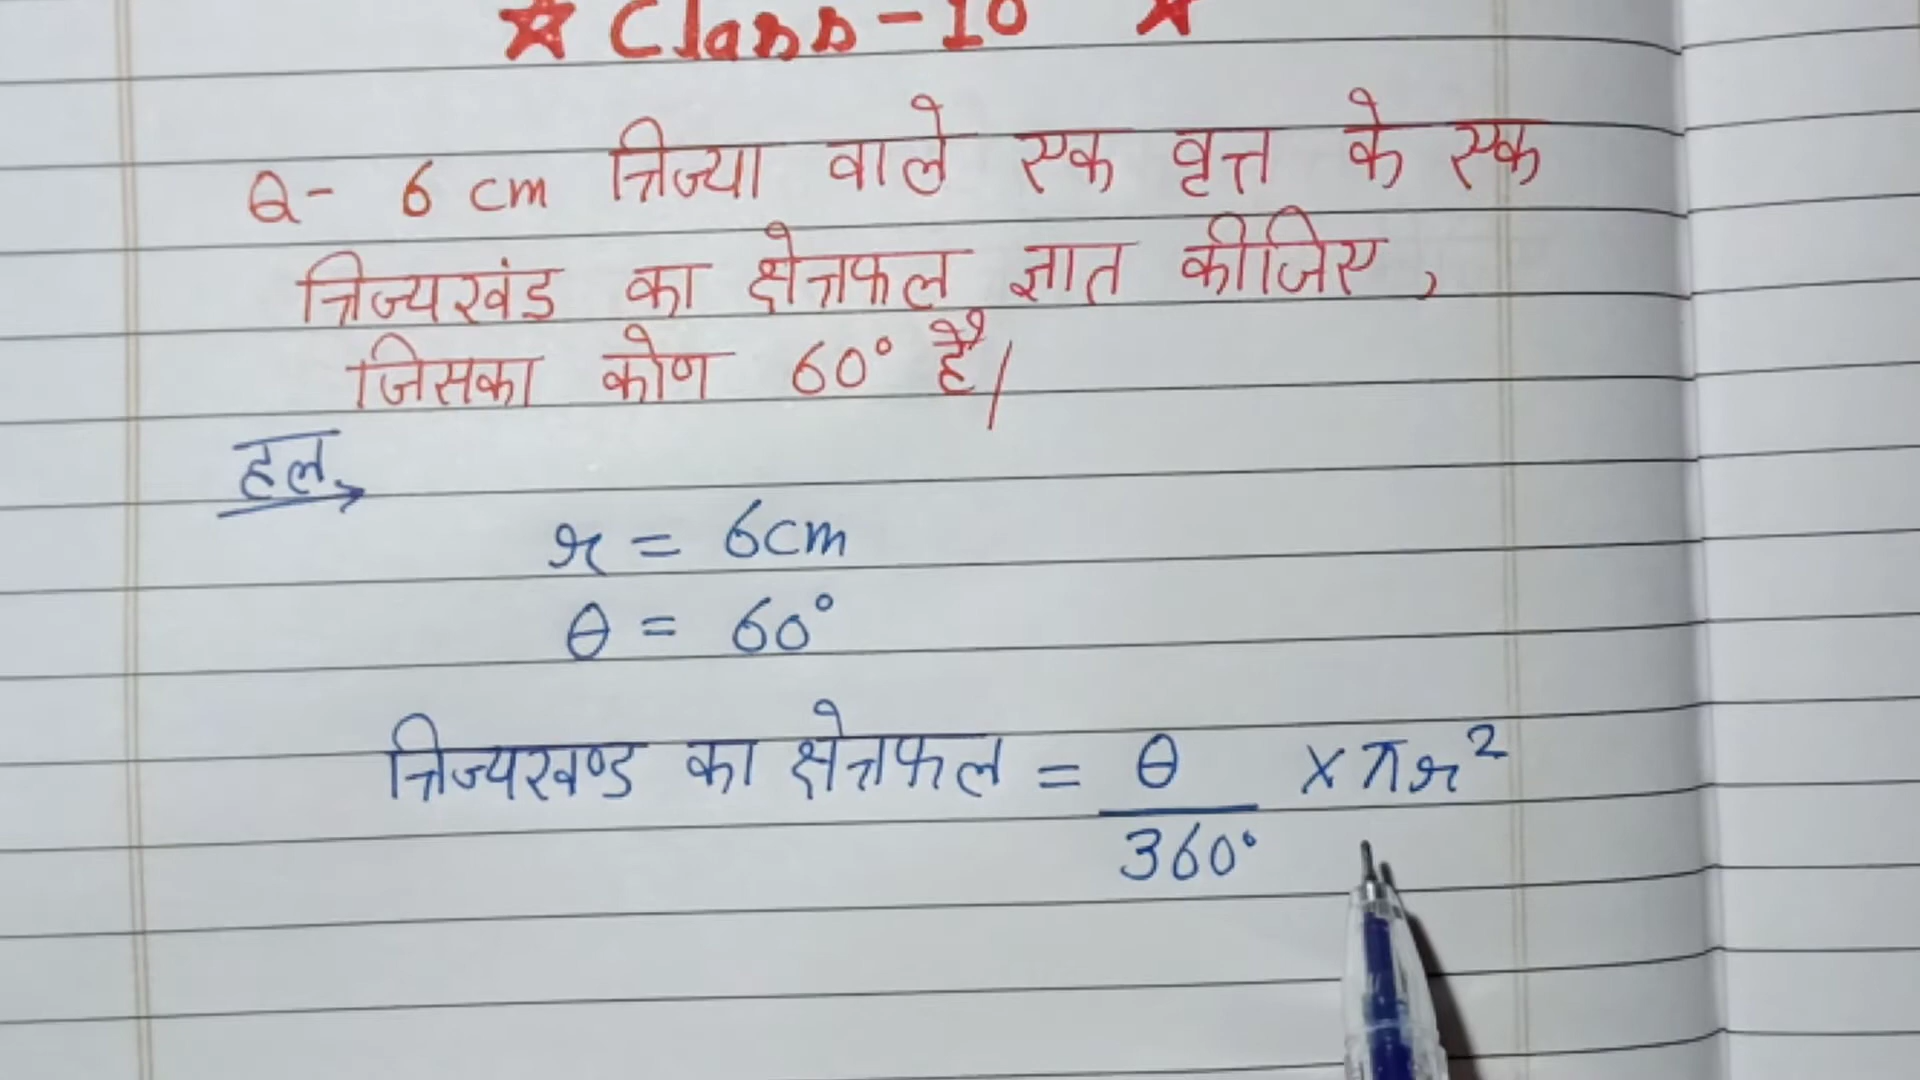 ☆ Class-10 ☆
Q- 6 cm त्रिज्या वाले एक वृत्त के एक
त्रिज्यखंड का क्षेत्रफल ज्ञात कीजिए,
जिसका कोण 60° है|
हल→
r = 6cm
θ = 60°
त्रिज्यखण्ड का क्षेत्रफल = θ/360° × πr²